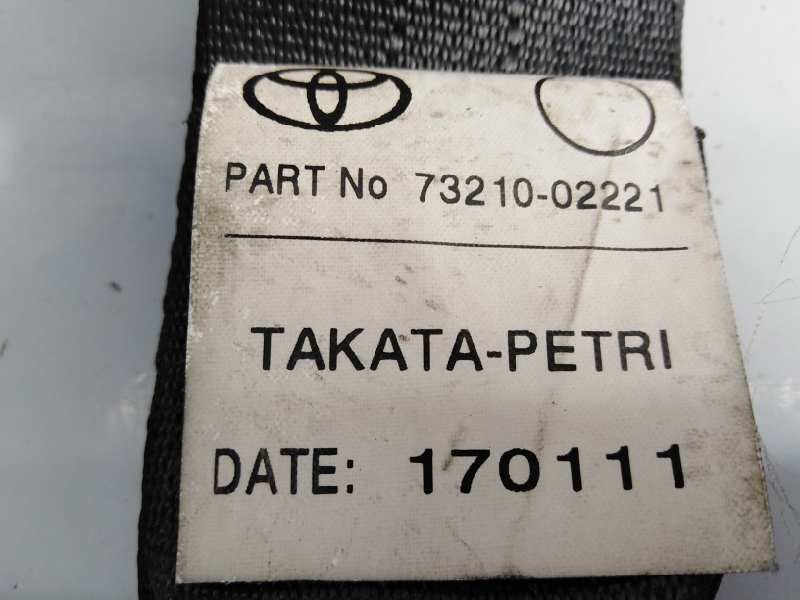 PART No 73210-02221
TAKATA-PETRI
DATE: 170111